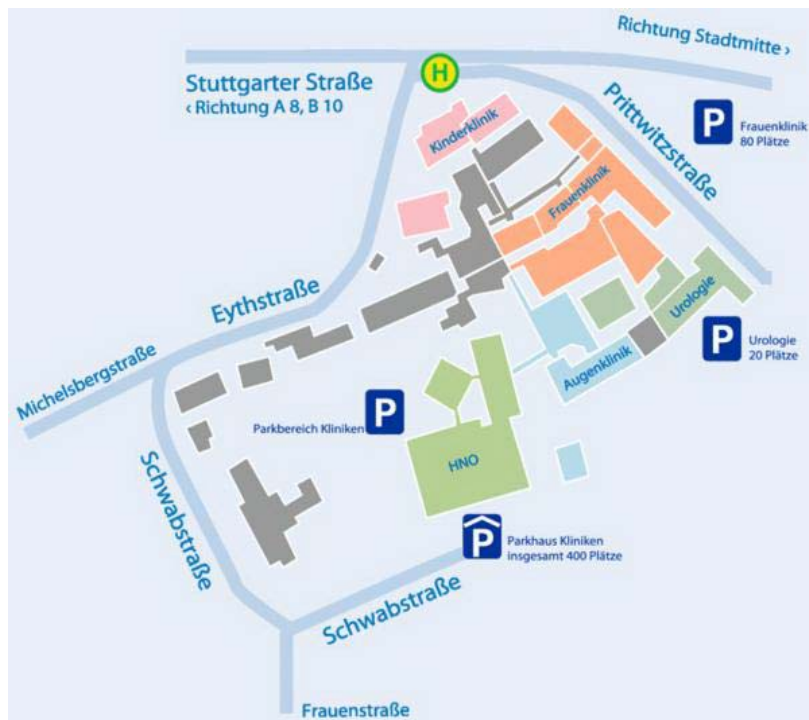 Richtung Stadtmitte ›
H
Stuttgarter Straße
‹ Richtung A 8, B 10
Prittwitzstraße
P
Frauenklinik
80 Plätze
Kinderklinik
Frauenklinik
Eythstraße
Urologie
P
Urologie
20 Plätze
Michelsbergstraße
Augenklinik
Parkbereich Kliniken
P
HNO
Schwabstraße
P
Parkhaus Kliniken
insgesamt 400 Plätze
Schwabstraße
Frauenstraße